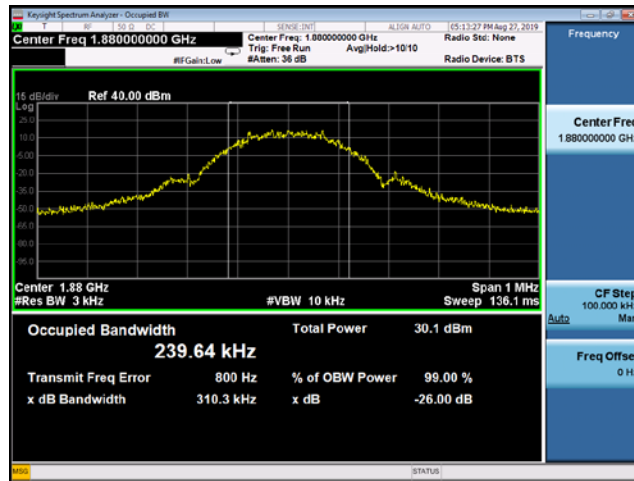 Keysight Spectrum Analyzer - Occupied BW
T RF 50 Ω DC SENSE:INT ALIGN AUTO 05:13:27 PM Aug 27, 2019
Center Freq 1.880000000 GHz
Center Freq: 1.880000000 GHz
Radio Std: None
Trig: Free Run Avg|Hold:>10/10
#IFGain:Low #Atten: 36 dB Radio Device: BTS
Frequency
15 dB/div Ref 40.00 dBm
Log
25.0
10.0
-5.00
-20.0
-35.0
-50.0
-65.0
-80.0
-95.0
Center Freq
1.880000000 GHz
Center 1.88 GHz Span 1 MHz
#Res BW 3 kHz #VBW 10 kHz Sweep 136.1 ms
CF Step
100.000 kHz
Auto Man
Occupied Bandwidth Total Power 30.1 dBm
239.64 kHz
Transmit Freq Error 800 Hz % of OBW Power 99.00 %
x dB Bandwidth 310.3 kHz x dB -26.00 dB
Freq Offset
0 Hz
MSG STATUS